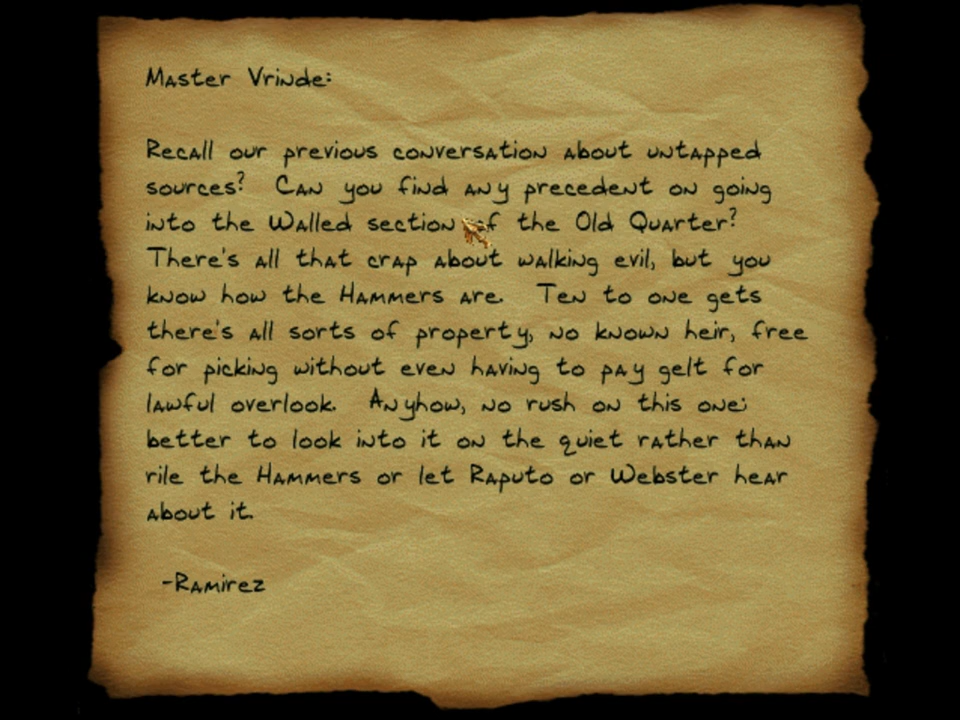 Master Vrinde:
Recall our previous conversation about untapped
sources? Can you find any precedent on going
into the Walled section of the Old Quarter?
There's all that crap about walking evil, but you
know how the Hammers are. Ten to one gets
there's all sorts of property, no known heir, free
for picking without even having to pay gelt for
lawful overlook. Anyhow, no rush on this one;
better to look into it on the quiet rather than
rile the Hammers or let Raputo or Webster hear
about it.
-Ramirez